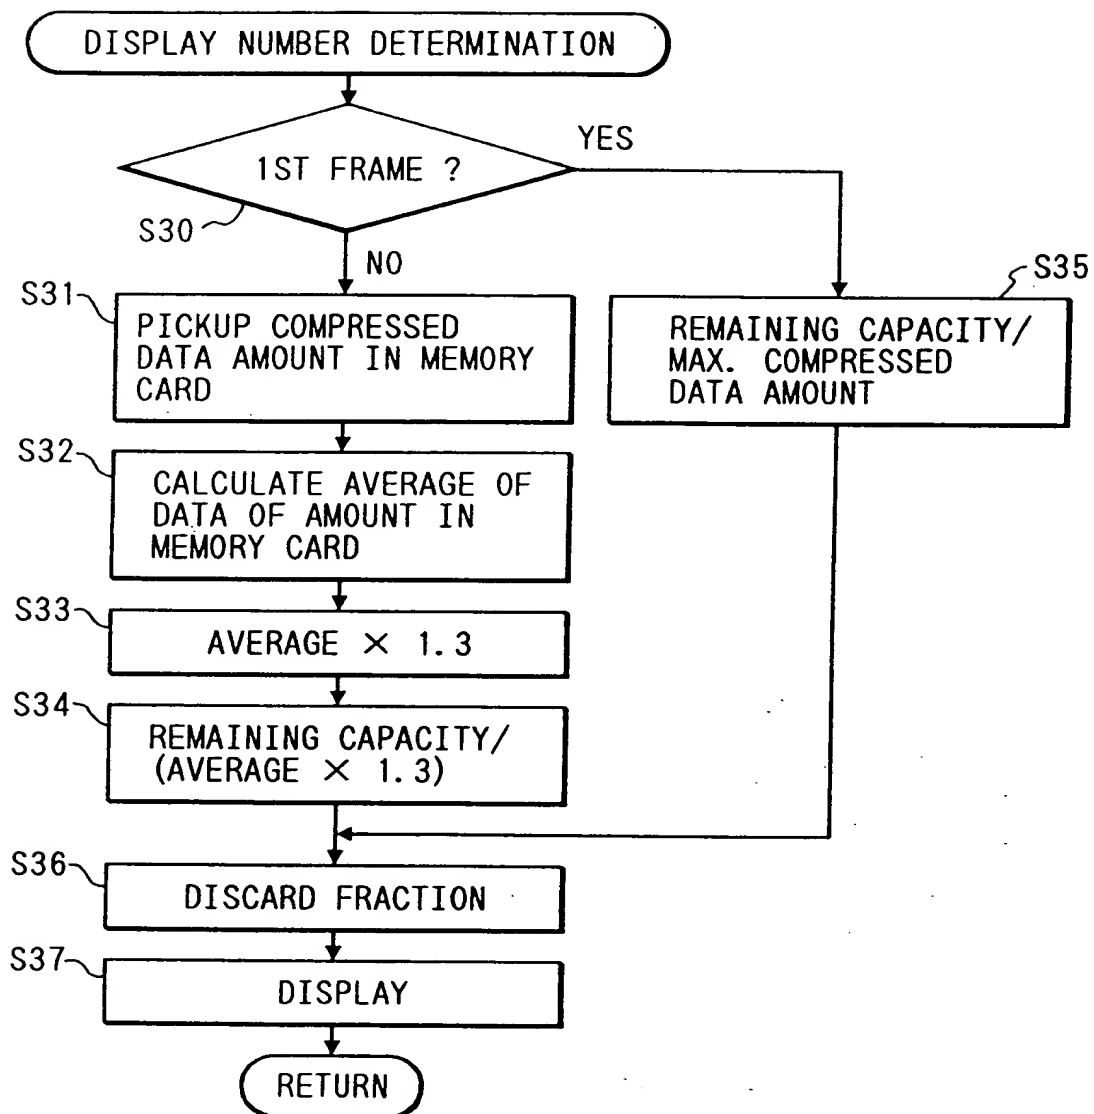 DISPLAY NUMBER DETERMINATION
1ST FRAME ?
YES
S30
NO
S31
PICKUP COMPRESSED
DATA AMOUNT IN MEMORY
CARD
S35
REMAINING CAPACITY/
MAX. COMPRESSED
DATA AMOUNT
S32
CALCULATE AVERAGE OF
DATA OF AMOUNT IN
MEMORY CARD
S33
AVERAGE × 1.3
S34
REMAINING CAPACITY/
(AVERAGE × 1.3)
S36
DISCARD FRACTION
S37
DISPLAY
RETURN